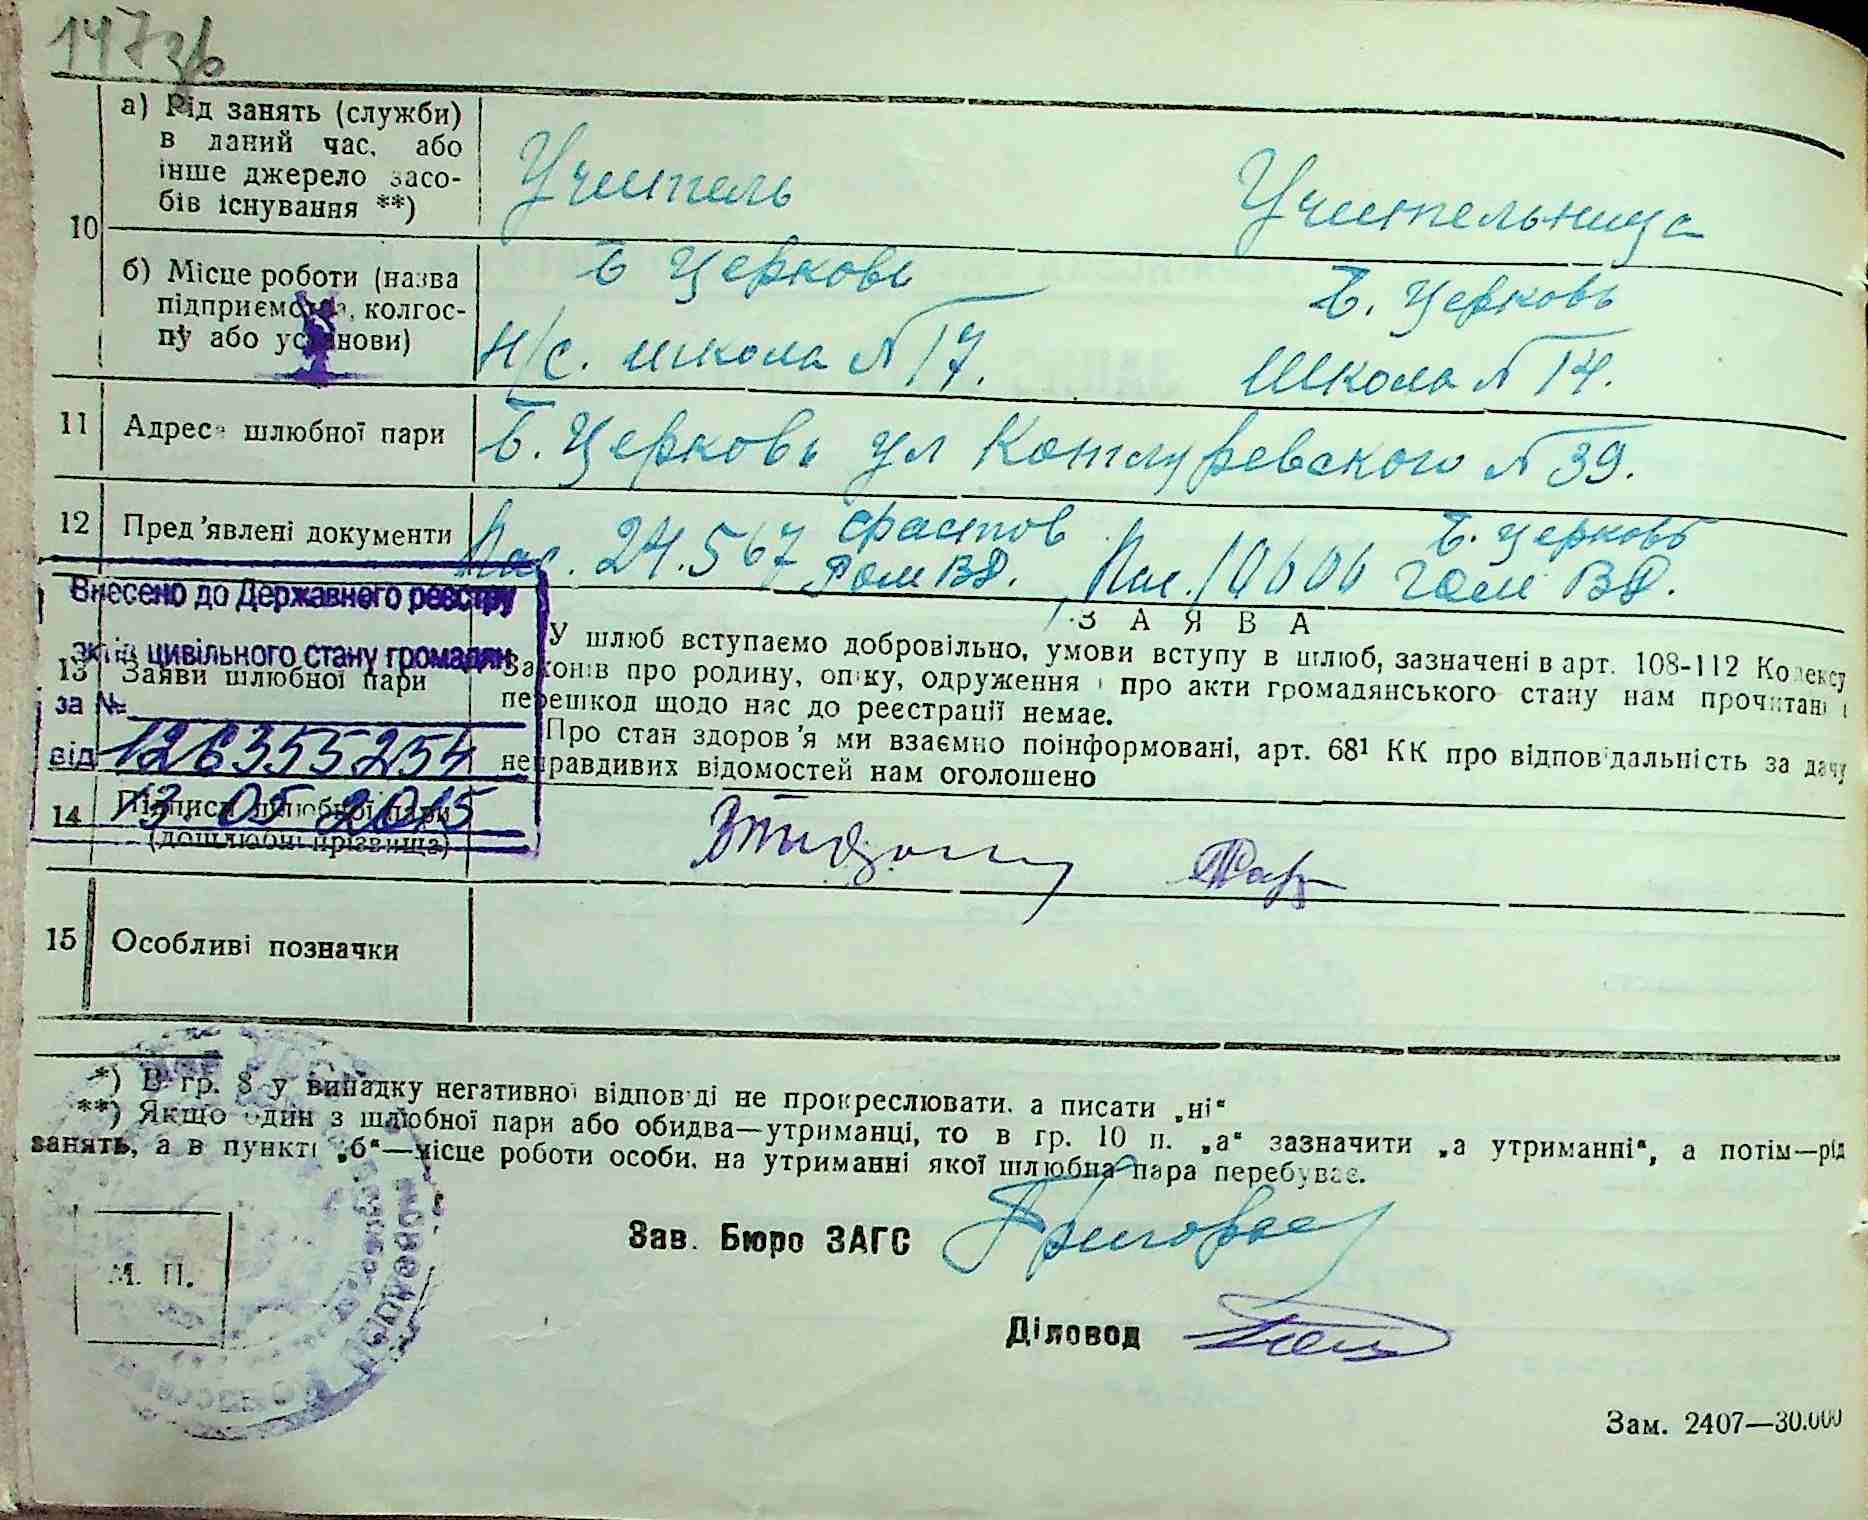 147зв
10
а) Рід занять (служби) в даний час, або інше джерело засобів існування **)
Учитель
Учительница
б) Місце роботи (назва підприємства, колгоспу або установи)
Б Церковь
Н/С. школа № 17.
Б. Церковь
Школа № 14.
11 Адреса шлюбної пари
Б. Церковь ул Котляревского № 39.
12 Пред'явлені документи
Пас. 24.567 Фастов
Пас. 10606 Б. Церковь
З А Я В А
Внесено до Державного реєстру
актів цивільного стану громадян
за №
126355254
від
13.05.2015
13 Заяви шлюбної пари
У шлюб вступаємо добровільно, умови вступу в шлюб, зазначені в арт. 108-112 Кодексу
Законів про родину, опіку, одруження і про акти громадянського стану нам прочитані і
перешкод щодо нас до реєстрації немає.
Про стан здоров'я ми взаємно поінформовані, арт. 68¹ КК про відповідальність за дачу
неправдивих відомостей нам оголошено
14 Підписи шлюбної пари
(дошлюбні прізвища)
15 Особливі позначки
*) В гр. 8 у випадку негативної відповіді не прокреслювати, а писати „ні“
**) Якщо один з шлюбної пари або обидва—утриманці, то в гр. 10 п. „а“ зазначити „а утриманні“, а потім—рід
занять, а в пункті „б“—місце роботи особи, на утриманні якої шлюбна пара перебуває.
Зав. Бюро ЗАГС
М. П.
Діловод
Зам. 2407—30.000